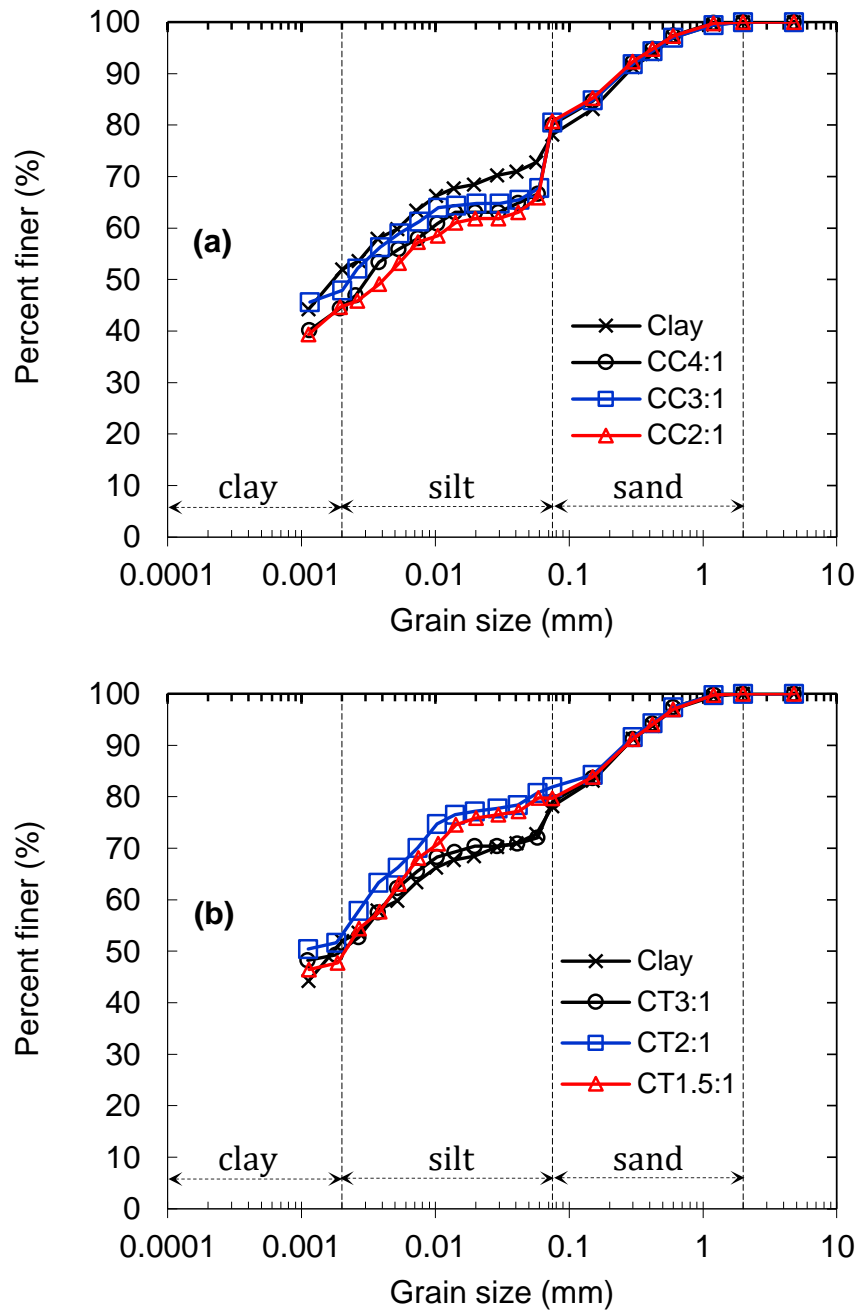 100
90
80
70
60
50
40
30
20
10
0
Percent finer (%)
(a)
Clay
CC4:1
CC3:1
CC2:1
clay silt sand
0.0001 0.001 0.01 0.1 1 10
Grain size (mm)
100
90
80
70
60
50
40
30
20
10
0
Percent finer (%)
(b)
Clay
CT3:1
CT2:1
CT1.5:1
clay silt sand
0.0001 0.001 0.01 0.1 1 10
Grain size (mm)